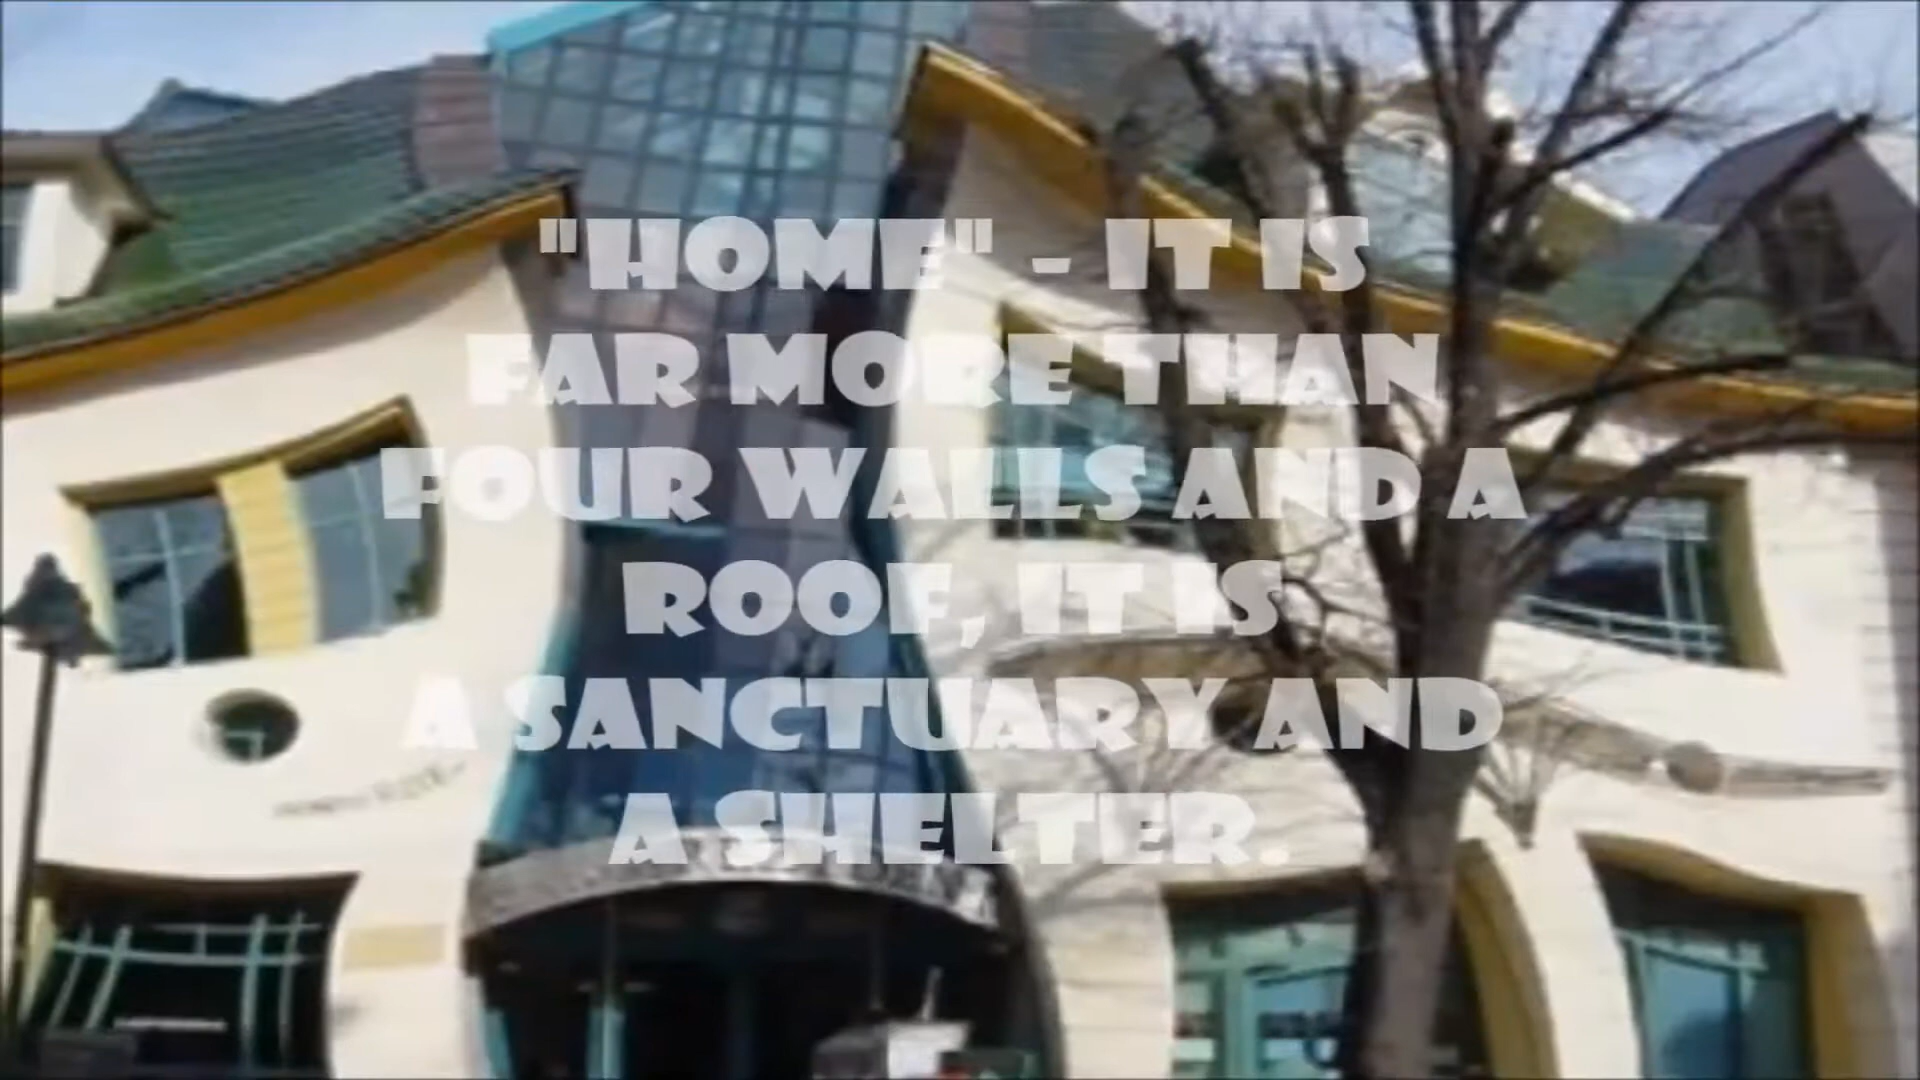 "HOME" - IT IS
FAR MORE THAN
FOUR WALLS AND A
ROOF, IT IS
A SANCTUARY AND
A SHELTER.